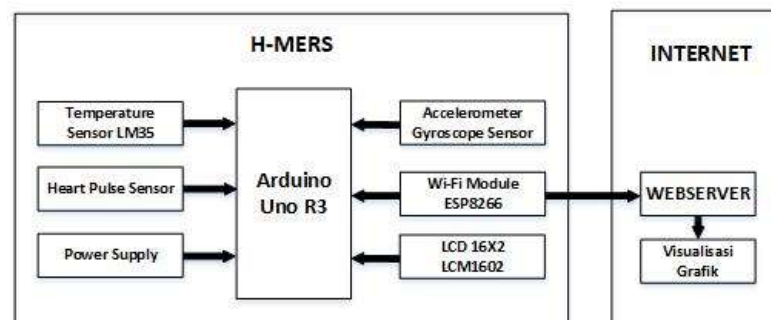 H-MERS
Temperature
Sensor LM35
Heart Pulse Sensor
Power Supply
Arduino
Uno R3
Accelerometer
Gyroscope Sensor
Wi-Fi Module
ESP8266
LCD 16X2
LCM1602
INTERNET
WEBSERVER
Visualisasi
Grafik